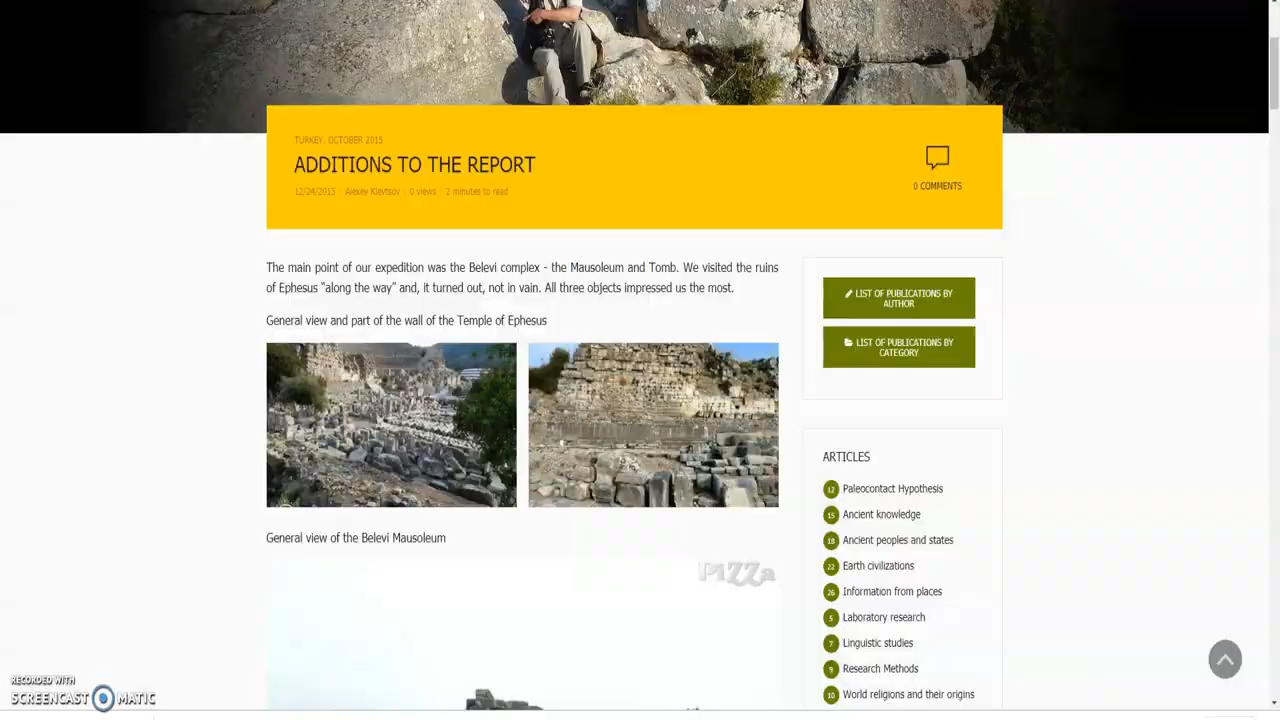 TURKEY, OCTOBER 2015
ADDITIONS TO THE REPORT
12/24/2015 Alexey Klevtsov 0 views 2 minutes to read
0 COMMENTS
The main point of our expedition was the Belevi complex - the Mausoleum and Tomb. We visited the ruins
of Ephesus “along the way” and, it turned out, not in vain. All three objects impressed us the most.
General view and part of the wall of the Temple of Ephesus
General view of the Belevi Mausoleum
PIZZa
LIST OF PUBLICATIONS BY
AUTHOR
LIST OF PUBLICATIONS BY
CATEGORY
ARTICLES
12 Paleocontact Hypothesis
15 Ancient knowledge
18 Ancient peoples and states
22 Earth civilizations
26 Information from places
5 Laboratory research
7 Linguistic studies
9 Research Methods
10 World religions and their origins
RECORDED WITH
SCREENCAST MATIC